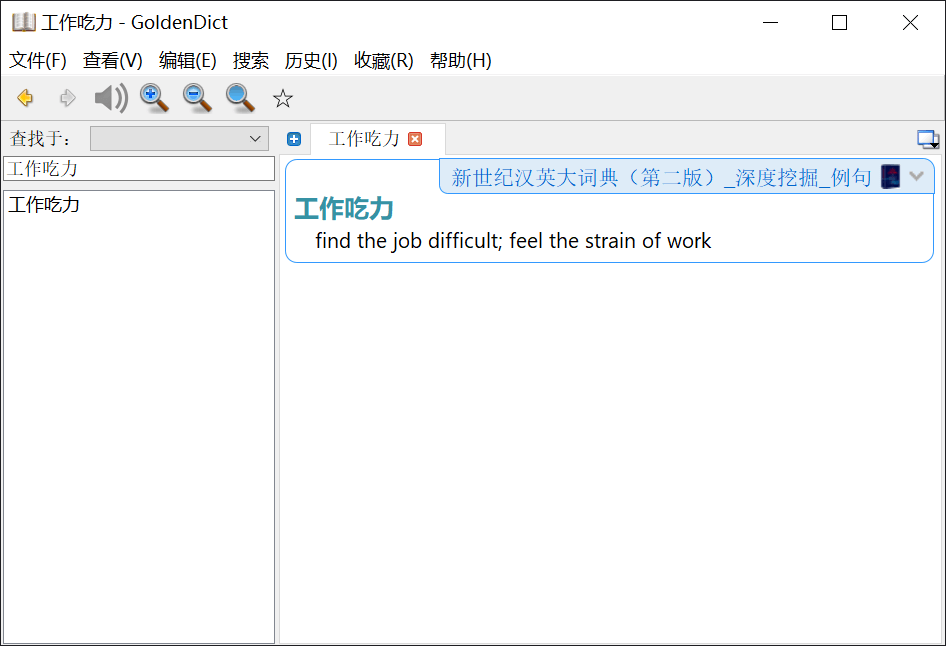 工作吃力 - GoldenDict
文件(F) 查看(V) 编辑(E) 搜索 历史(I) 收藏(R) 帮助(H)
查找于：
工作吃力
工作吃力
工作吃力
新世纪汉英大词典（第二版）_深度挖掘_例句
工作吃力
find the job difficult; feel the strain of work